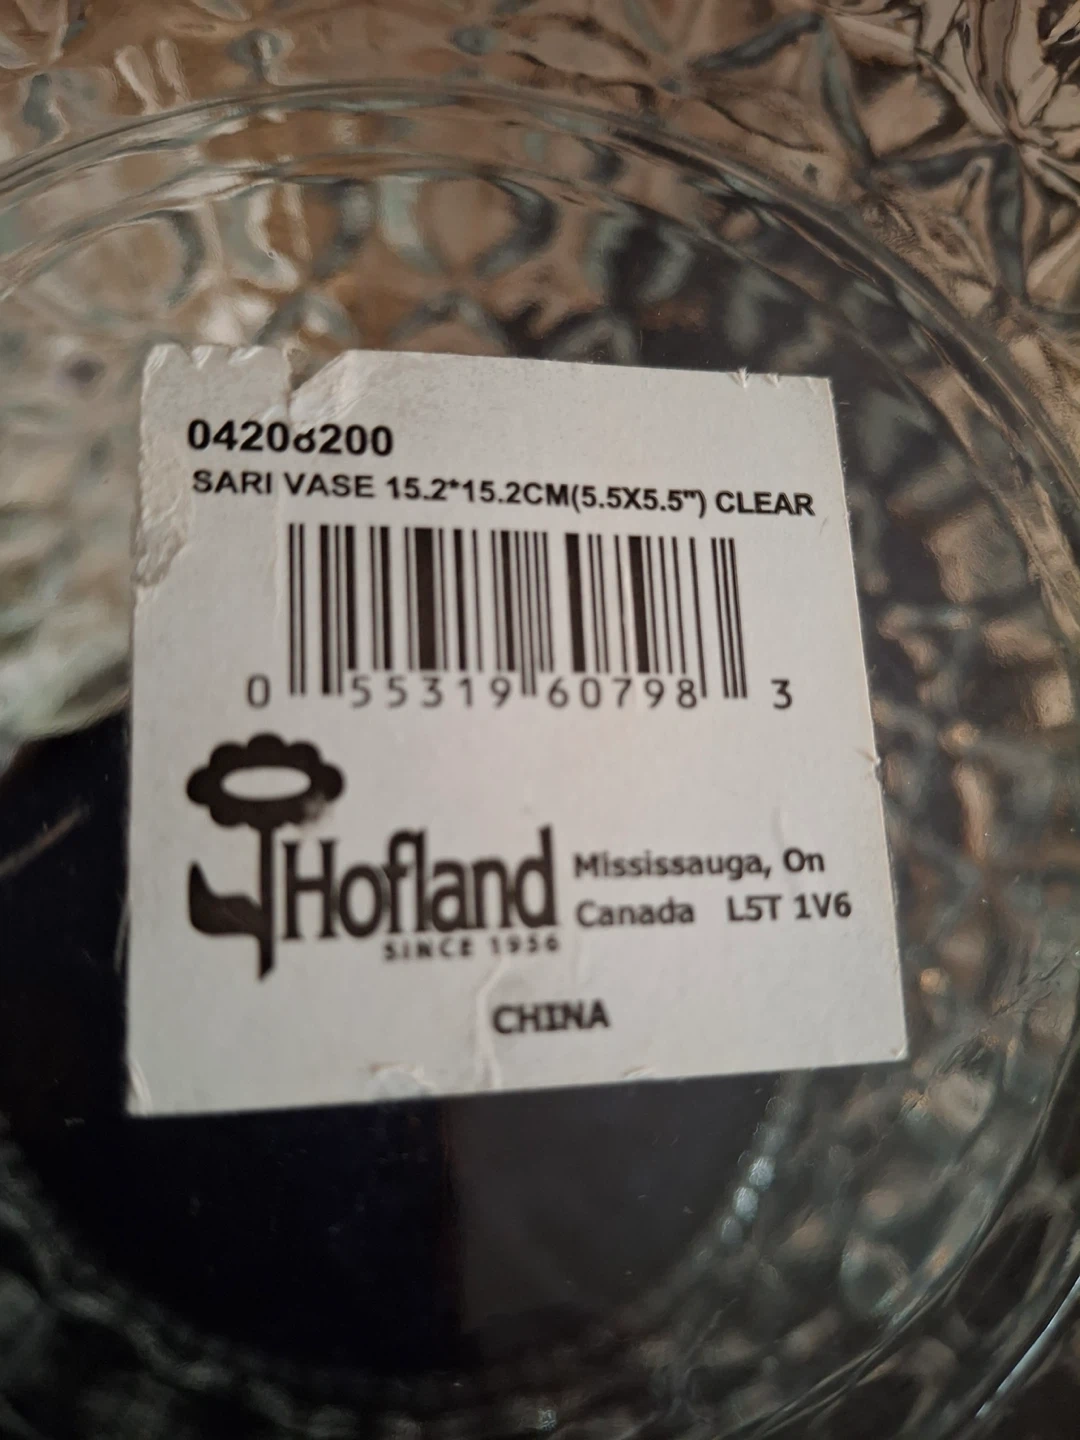 04208200
SARI VASE 15.2*15.2CM(5.5X5.5") CLEAR
0 55319 60798 3
Hofland
SINCE 1956
Mississauga, On
Canada L5T 1V6
CHINA